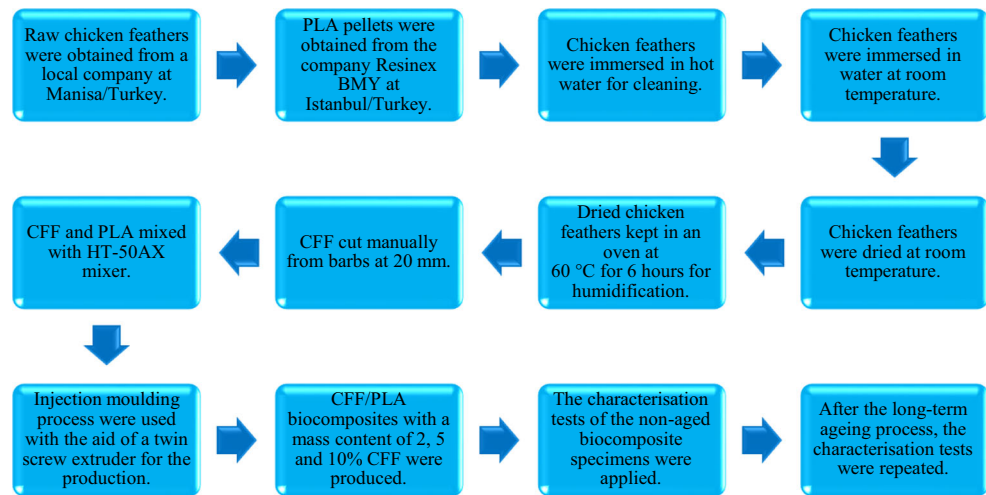 Raw chicken feathers
were obtained from a
local company at
Manisa/Turkey.
PLA pellets were
obtained from the
company Resinex
BMY at
Istanbul/Turkey.
Chicken feathers
were immersed in hot
water for cleaning.
Chicken feathers
were immersed in
water at room
temperature.
Chicken feathers
were dried at room
temperature.
Dried chicken
feathers kept in an
oven at
60 °C for 6 hours for
humidification.
CFF cut manually
from barbs at 20 mm.
CFF and PLA mixed
with HT-50AX
mixer.
Injection moulding
process were used
with the aid of a twin
screw extruder for the
production.
CFF/PLA
biocomposites with a
mass content of 2, 5
and 10% CFF were
produced.
The characterisation
tests of the non-aged
biocomposite
specimens were
applied.
After the long-term
ageing process, the
characterisation tests
were repeated.